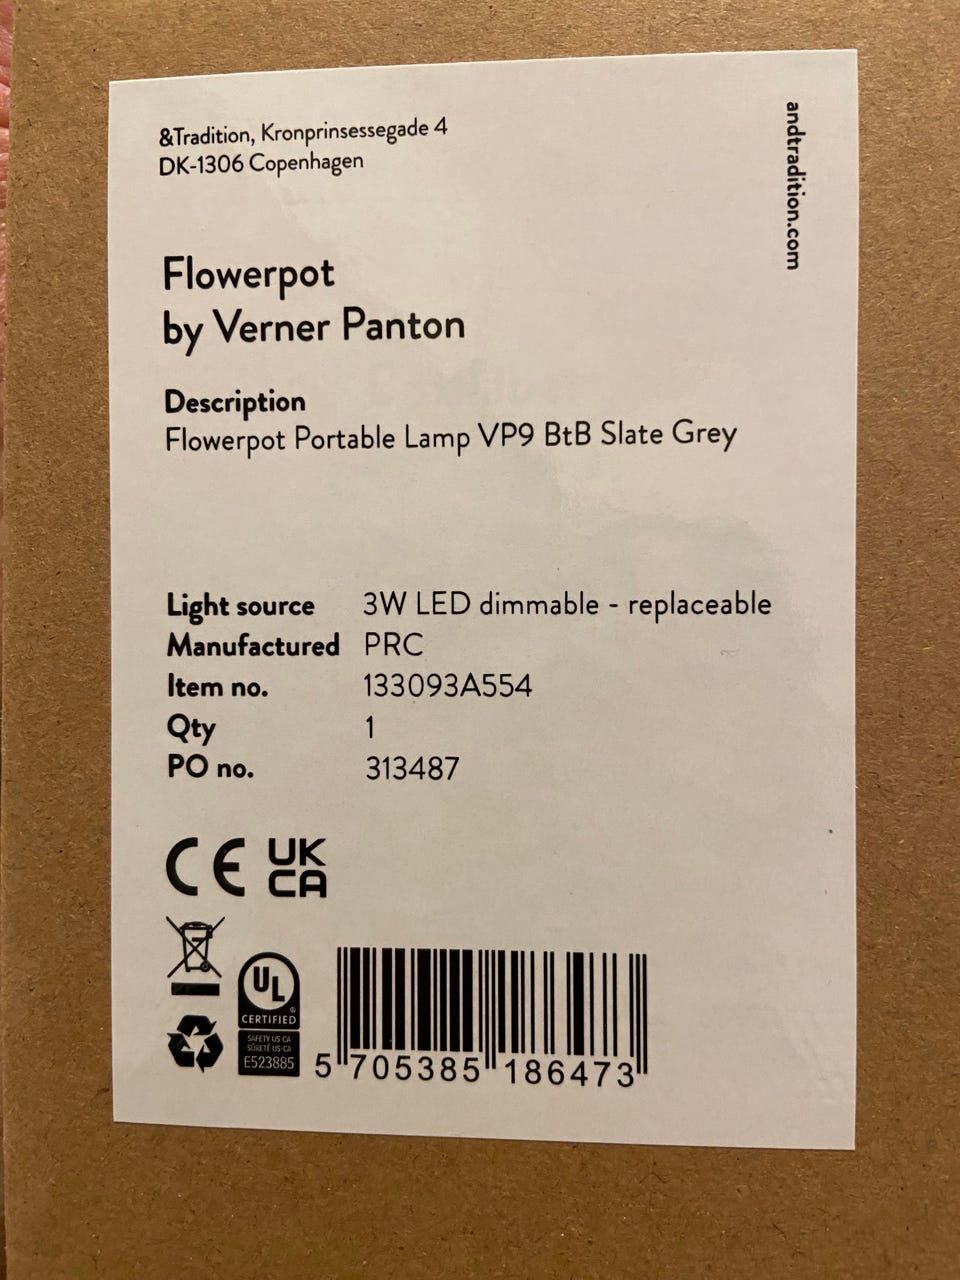 &Tradition, Kronprinsessegade 4
DK-1306 Copenhagen
andtradition.com
Flowerpot
by Verner Panton
Description
Flowerpot Portable Lamp VP9 BtB Slate Grey
Light source 3W LED dimmable - replaceable
Manufactured PRC
Item no. 133093A554
Qty 1
PO no. 313487
CE UK
CA
UL
®
CERTIFIED
SAFETY US-CA
SÛRETÉ US-CA
E523885
5 705385 186473